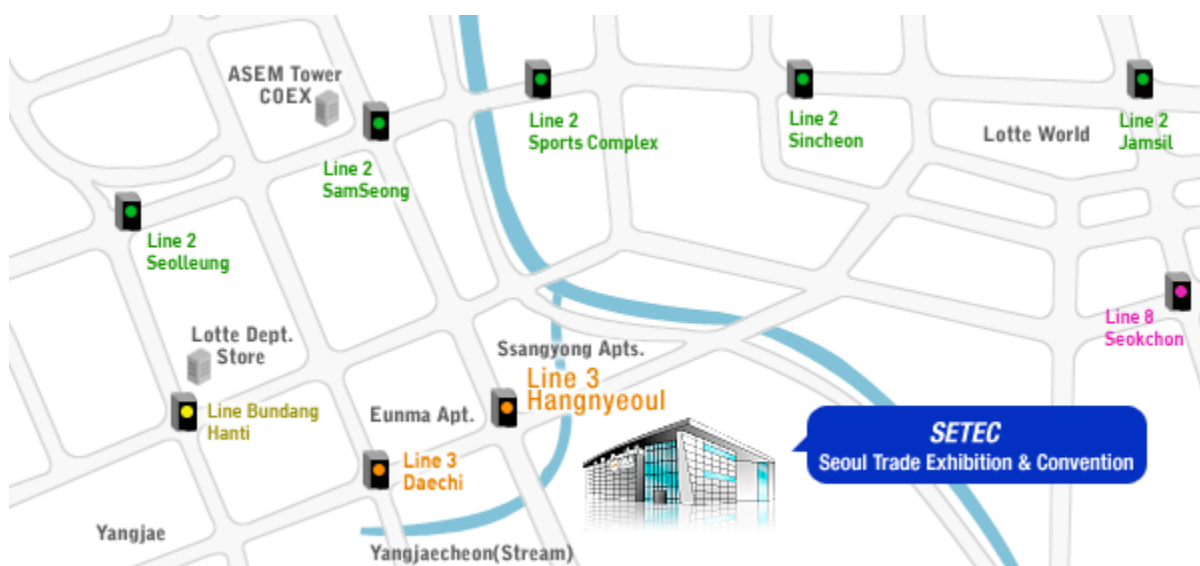 ASEM Tower
COEX
Line 2
SamSeong
Line 2
Sports Complex
Line 2
Sincheon
Lotte World
Line 2
Jamsil
Line 2
Seolleung
Line 8
Seokchon
Lotte Dept.
Store
Ssangyong Apts.
Line 3
Hangnyeoul
Line Bundang
Hanti
Eunma Apt.
Line 3
Daechi
SETEC
Seoul Trade Exhibition & Convention
Yangjae
Yangjaecheon(Stream)